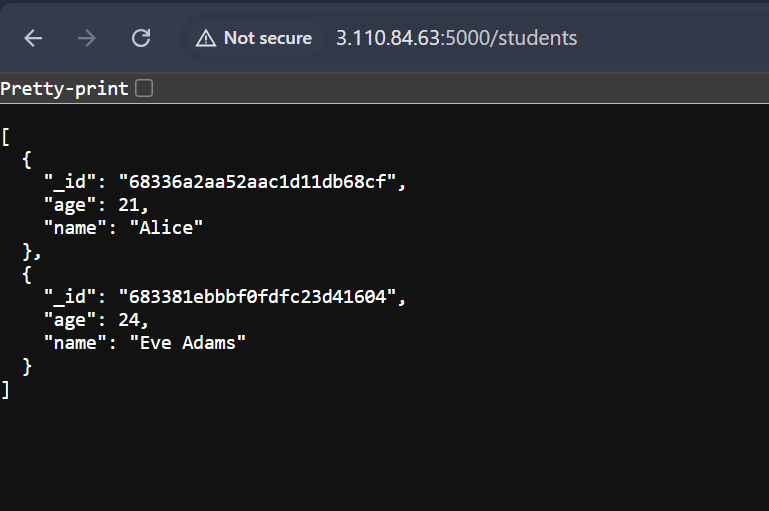 Not secure 3.110.84.63:5000/students
Pretty-print
[
  {
    "_id": "68336a2aa52aac1d11db68cf",
    "age": 21,
    "name": "Alice"
  },
  {
    "_id": "683381ebbbf0fdfc23d41604",
    "age": 24,
    "name": "Eve Adams"
  }
]